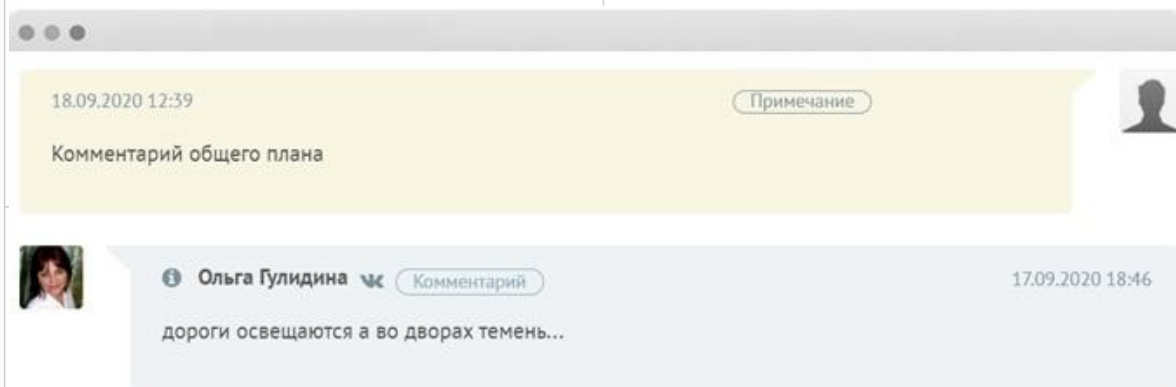 18.09.2020 12:39 Примечание
Комментарий общего плана
Ольга Гулидина Комментарий 17.09.2020 18:46
дороги освещаются а во дворах темень...